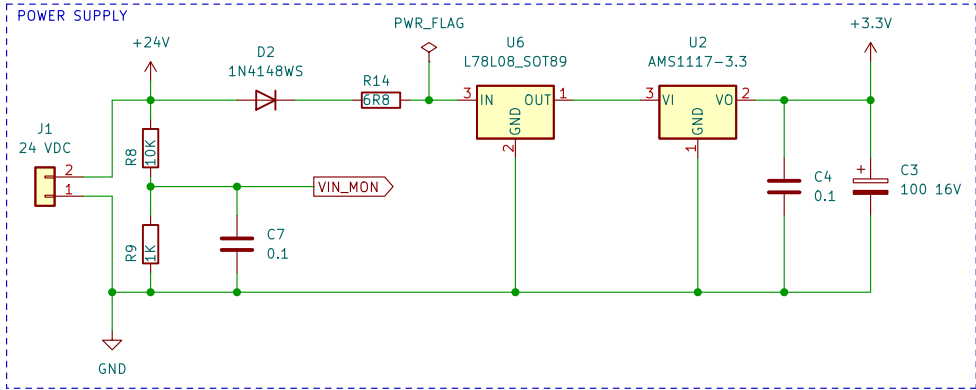 POWER SUPPLY
PWR_FLAG
+24V
+3.3V
D2
1N4148WS
U6
L78L08_SOT89
U2
AMS1117-3.3
R14
6R8
3 IN OUT 1
GND
2
3 VI VO 2
GND
1
J1
24 VDC
2
1
R8
10K
VIN_MON
C4
0.1
+
C3
100 16V
R9
1K
C7
0.1
GND